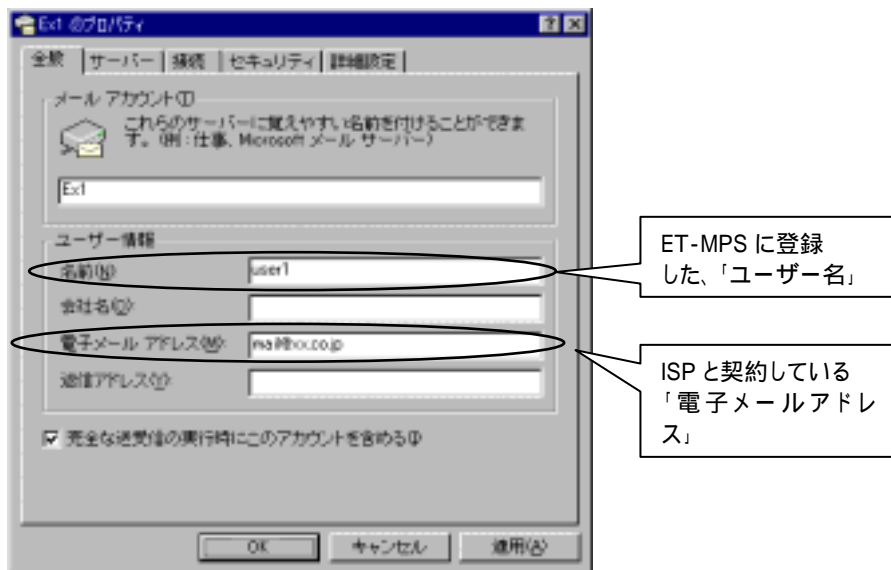 Ex1 のプロパティ
全般 サーバー 接続 セキュリティ 詳細設定
メール アカウント(I)
これらのサーバーに覚えやすい名前を付けることができま
す。(例 : 仕事、Microsoft メール サーバー)
Ex1
ユーザー情報
名前(N): user1
会社名(O):
電子メール アドレス(M): mail@xx.co.jp
返信アドレス(Y):
完全な送受信の実行時にこのアカウントを含める(I)
OK キャンセル 適用(A)
ET-MPS に登録
した、「ユーザー名」
ISP と契約している
「電子メールアドレ
ス」